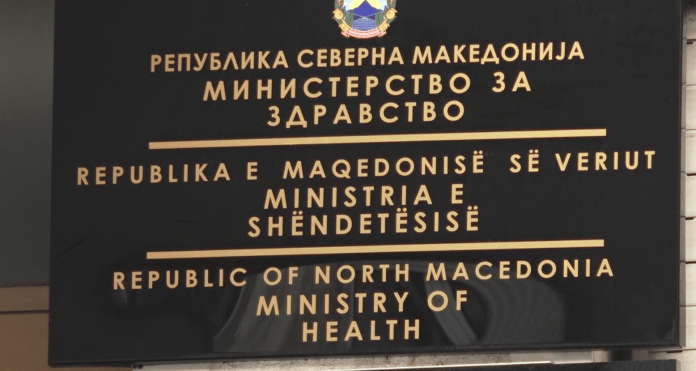 РЕПУБЛИКА СЕВЕРНА МАКЕДОНИЈА
МИНИСТЕРСТВО ЗА
ЗДРАВСТВО
REPUBLIKA E MAQEDONISË SË VERIUT
MINISTRIA E
SHËNDETËSISË
REPUBLIC OF NORTH MACEDONIA
MINISTRY OF
HEALTH